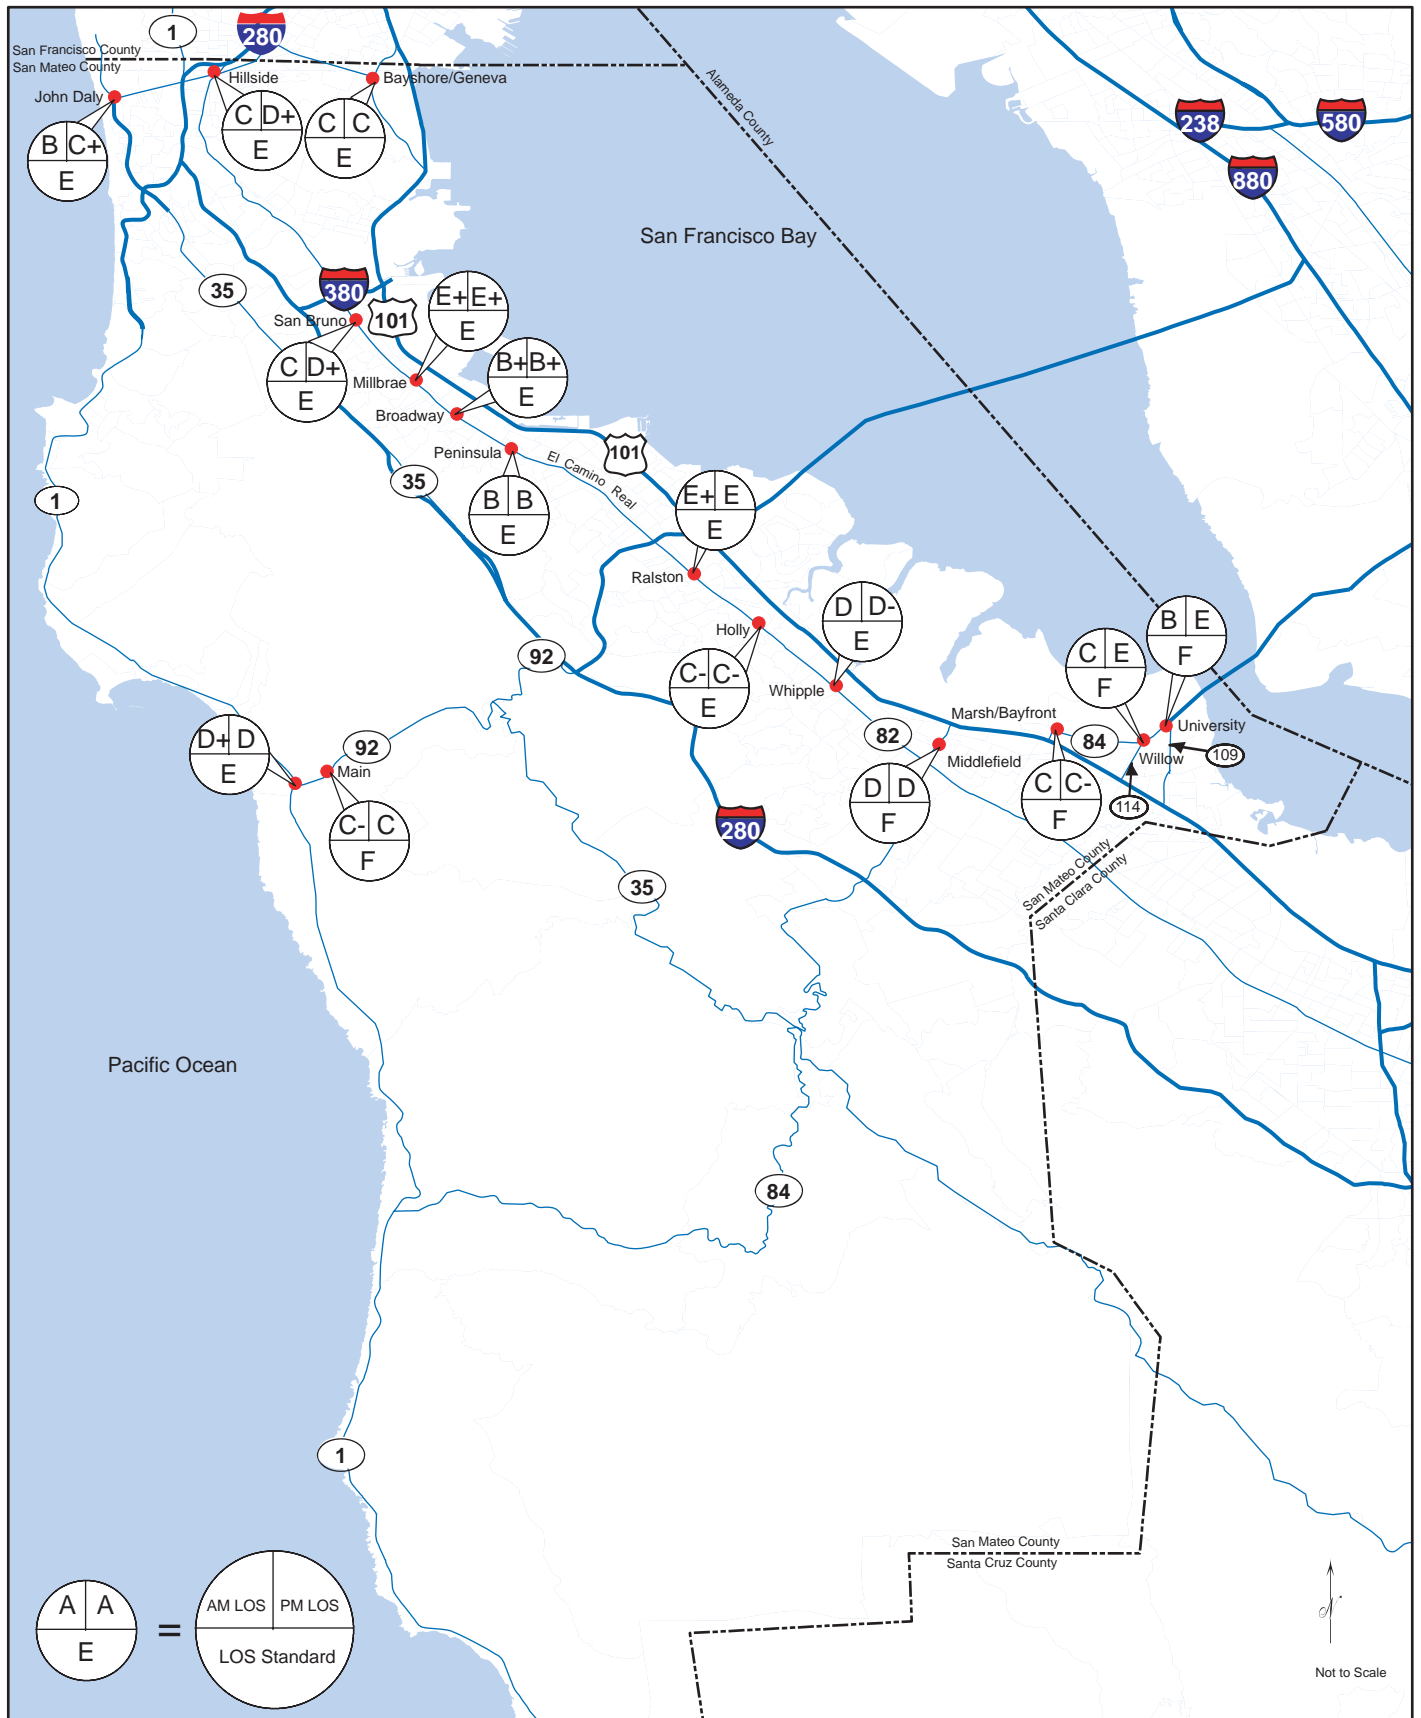 1
280
San Francisco County
San Mateo County
Hillside
Bayshore/Geneva
John Daly
C D+
E
C C
E
B C+
E
Alameda County
238
580
880
San Francisco Bay
35
380
San Bruno
101
E+ E+
E
C D+
E
Millbrae
B+ B+
E
Broadway
Peninsula
El Camino Real
101
35
1
B B
E
E+ E
E
Ralston
D D-
E
Holly
B E
F
C E
F
92
C- C-
E
Whipple
Marsh/Bayfront
University
82
84
Willow
109
Middlefield
D+ D
E
92
Main
D D
F
C C-
F
114
C- C
F
280
San Mateo County
Santa Clara County
35
Pacific Ocean
84
1
San Mateo County
Santa Cruz County
A A
E
=
AM LOS PM LOS
LOS Standard
N
Not to Scale